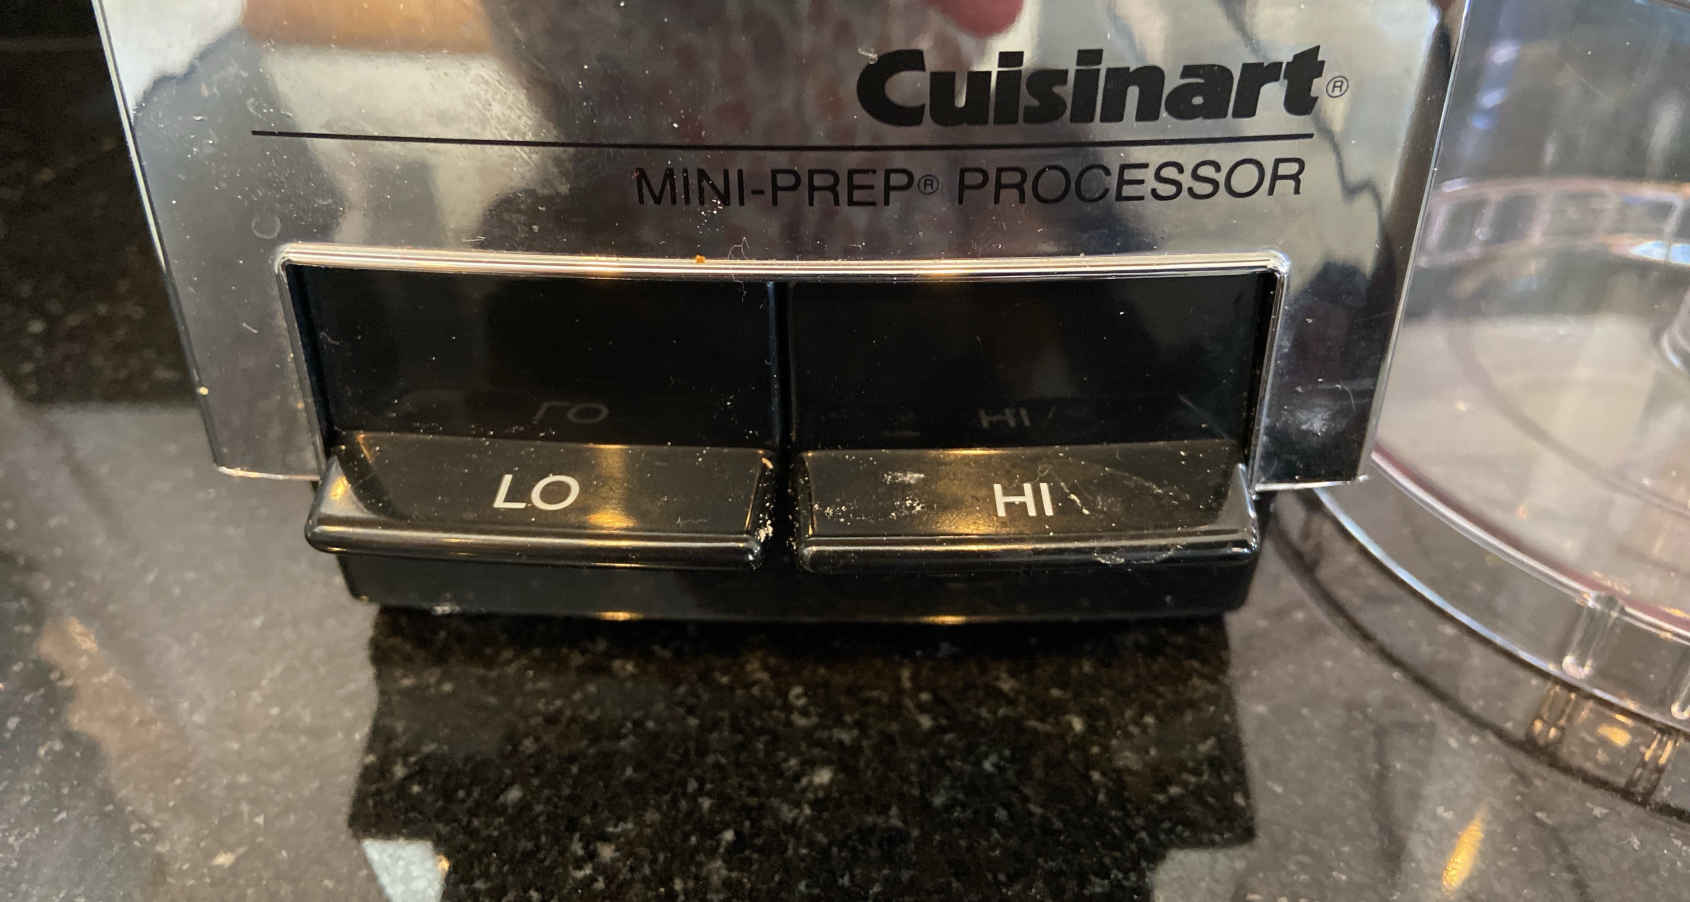 Cuisinart®
MINI-PREP® PROCESSOR
LO HI